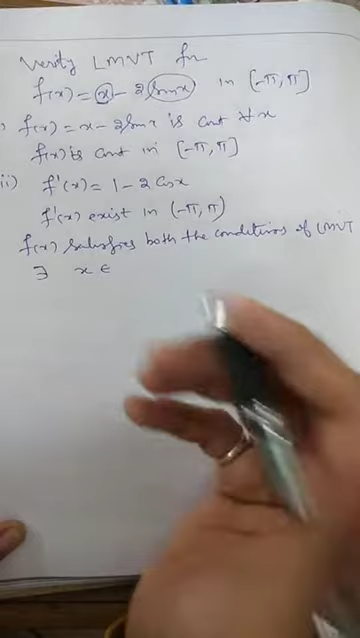 Verify LMVT for
f(x) = x - 2 sin x in [-π, π]
f(x) = x - 2 sin x is cont ∀ x
f(x) is cont in [-π, π]
ii) f'(x) = 1 - 2 cos x
f'(x) exist in (-π, π)
f(x) satisfies both the conditions of LMVT
∃ x ∈